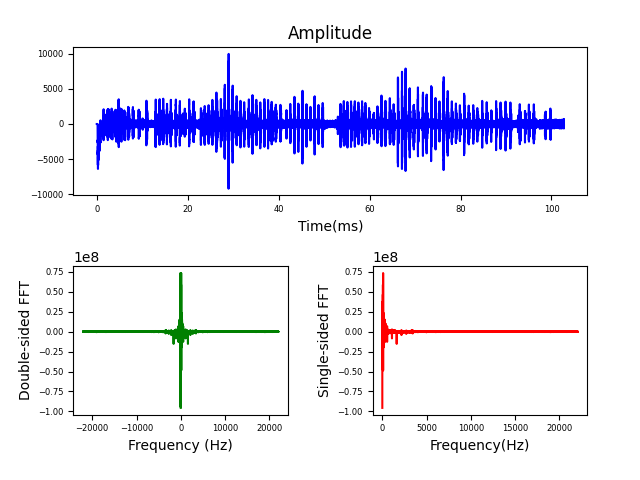 Amplitude
10000
5000
0
−5000
−10000
0 20 40 60 80 100
Time(ms)
1e8 1e8
0.75 0.75
0.50 0.50
0.25 0.25
0.00 0.00
−0.25 −0.25
−0.50 −0.50
−0.75 −0.75
−1.00 −1.00
Double-sided FFT Single-sided FFT
−20000 −10000 0 10000 20000 0 5000 10000 15000 20000
Frequency (Hz) Frequency(Hz)